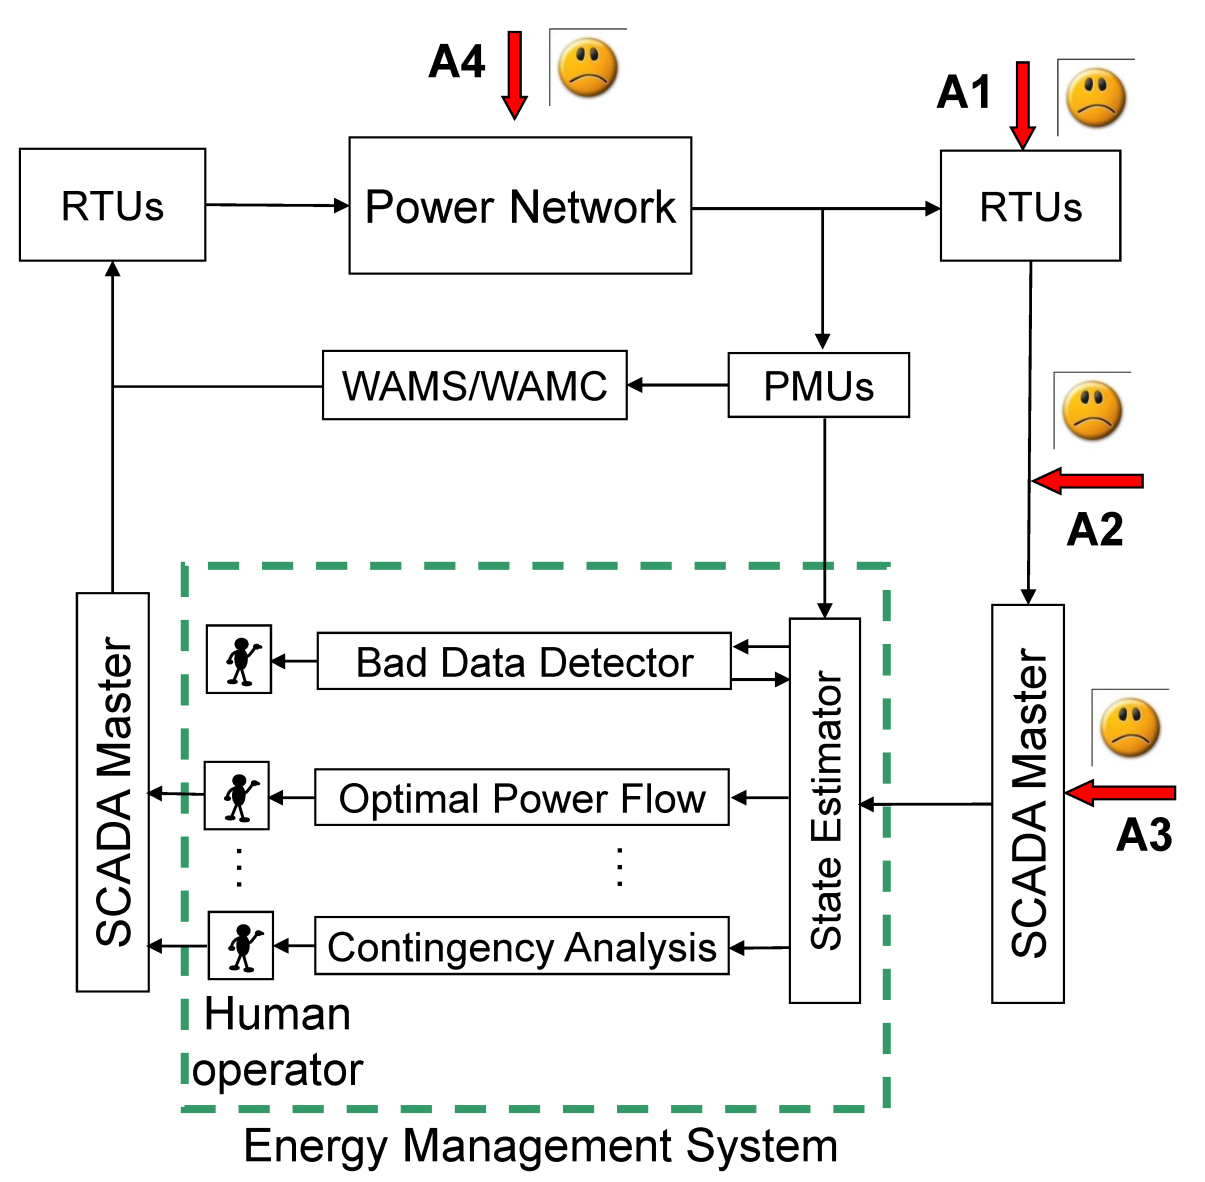 A4
A1
RTUs
Power Network
RTUs
WAMS/WAMC
PMUs
A2
SCADA Master
Bad Data Detector
Optimal Power Flow
Contingency Analysis
State Estimator
SCADA Master
A3
Human
operator
Energy Management System